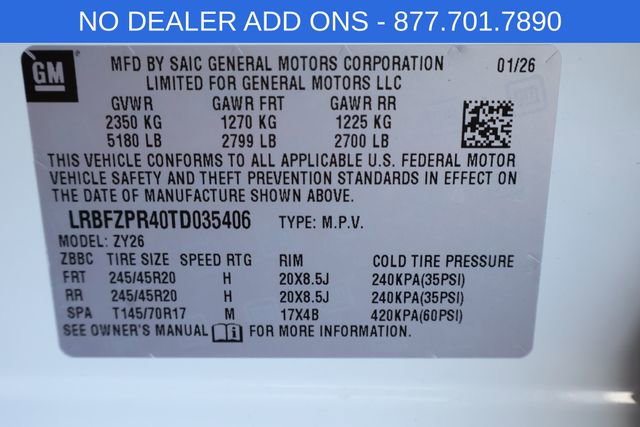 NO DEALER ADD ONS - 877.701.7890
GM
MFD BY SAIC GENERAL MOTORS CORPORATION 01/26
LIMITED FOR GENERAL MOTORS LLC
GVWR GAWR FRT GAWR RR
2350 KG 1270 KG 1225 KG
5180 LB 2799 LB 2700 LB
THIS VEHICLE CONFORMS TO ALL APPLICABLE U.S. FEDERAL MOTOR
VEHICLE SAFETY AND THEFT PREVENTION STANDARDS IN EFFECT ON
THE DATE OF MANUFACTURE SHOWN ABOVE.
LRBFZPR40TD035406 TYPE: M.P.V.
MODEL: ZY26
ZBBC TIRE SIZE SPEED RTG RIM COLD TIRE PRESSURE
FRT 245/45R20 H 20X8.5J 240KPA(35PSI)
RR 245/45R20 H 20X8.5J 240KPA(35PSI)
SPA T145/70R17 M 17X4B 420KPA(60PSI)
SEE OWNER'S MANUAL FOR MORE INFORMATION.